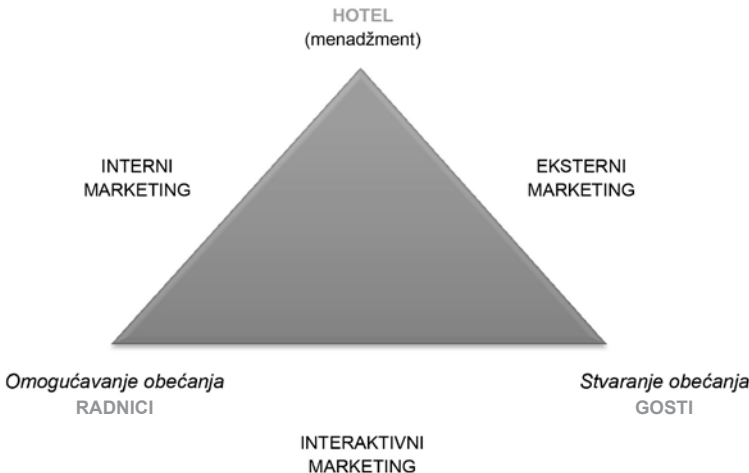 HOTEL
(menadžment)
INTERNI
MARKETING
EKSTERNI
MARKETING
Omogućavanje obećanja
RADNICI
Stvaranje obećanja
GOSTI
INTERAKTIVNI
MARKETING